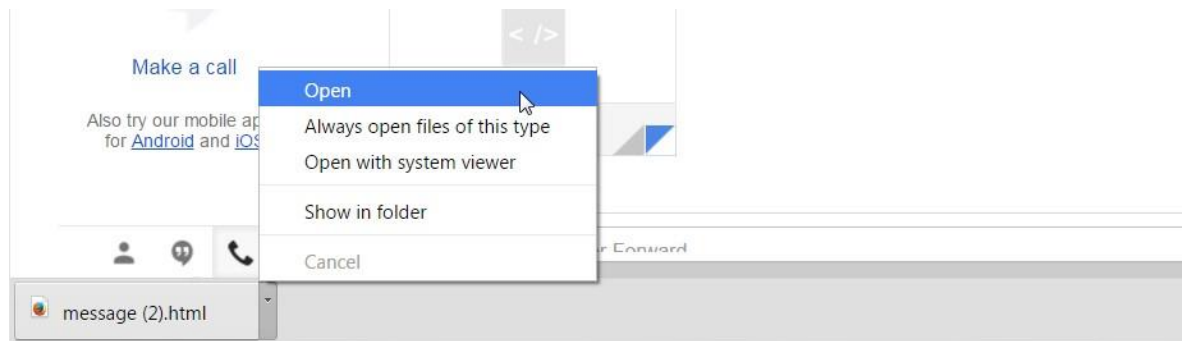 </>
Make a call
Also try our mobile ap
for Android and iOS
Open
Always open files of this type
Open with system viewer
Show in folder
Cancel
r Forward
message (2).html